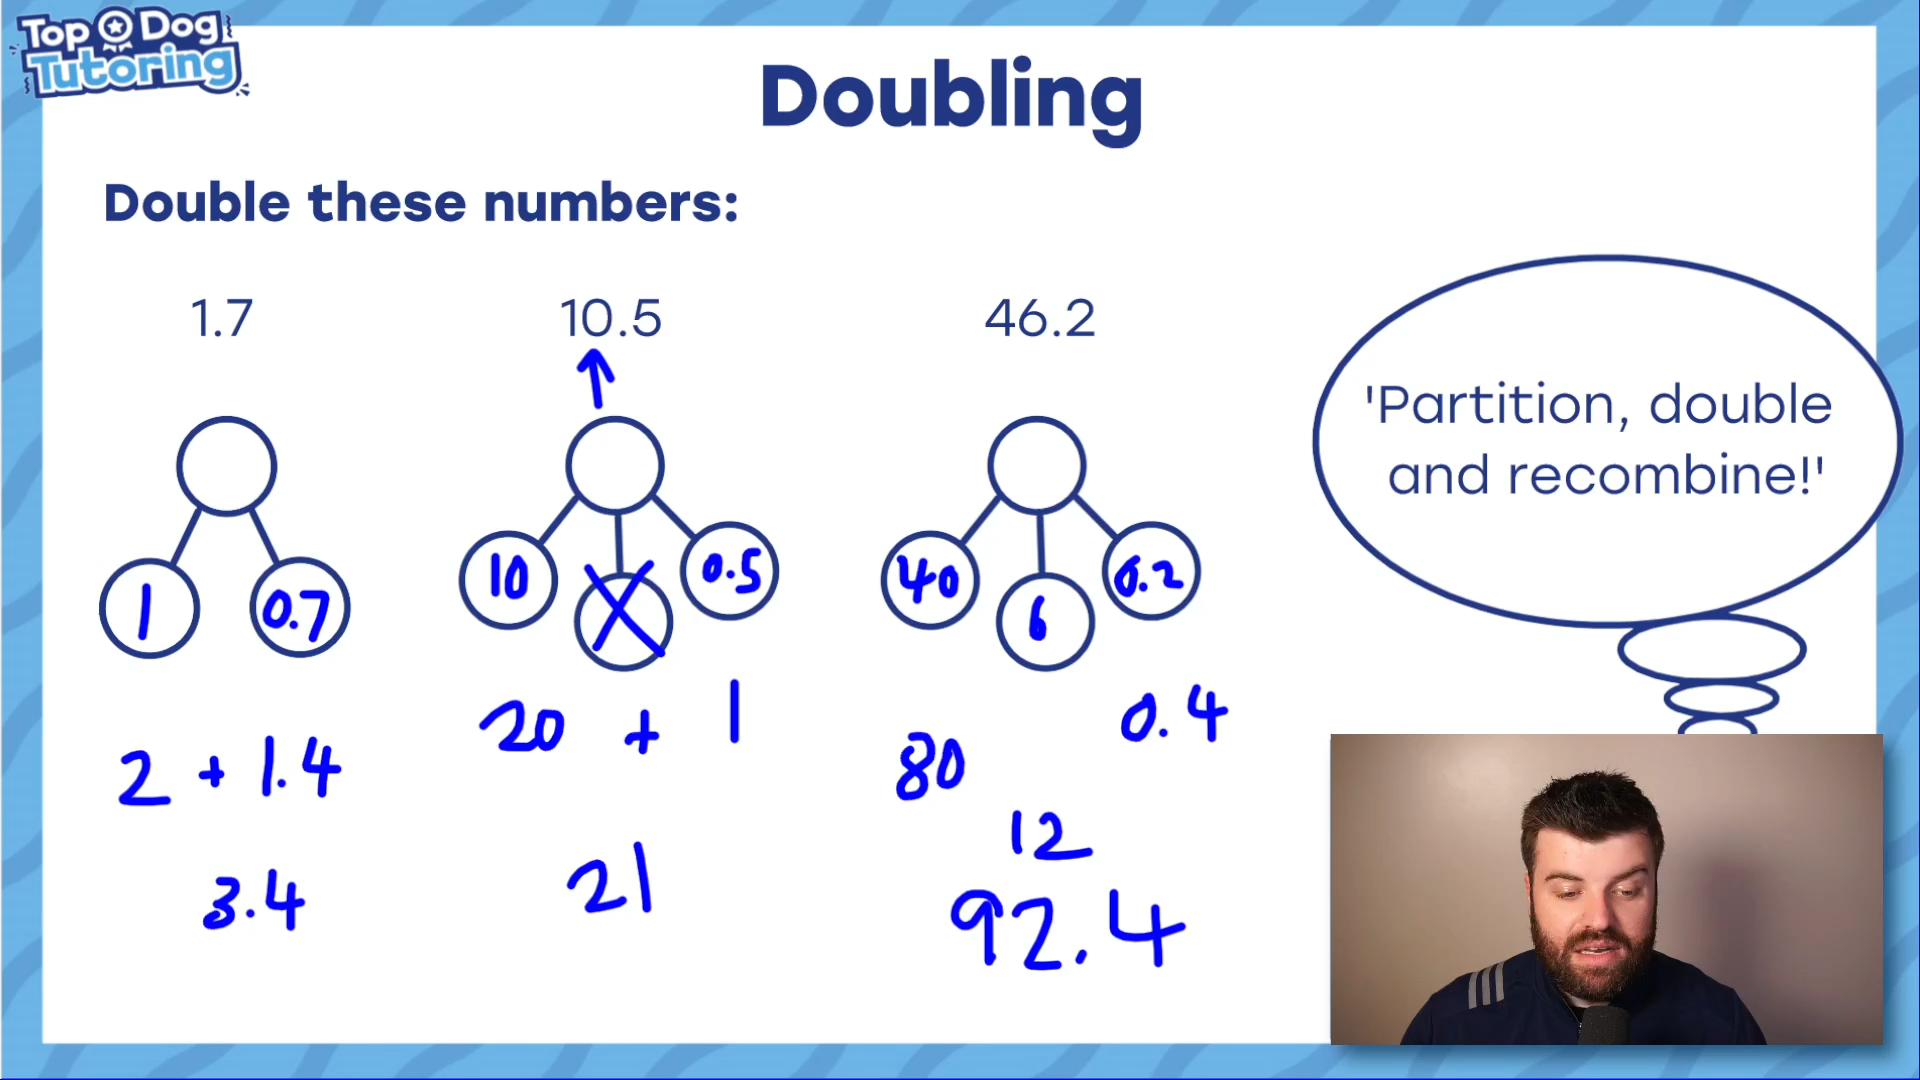 Top Dog
Tutoring
Doubling
Double these numbers:
1.7
10.5
46.2
'Partition, double
and recombine!'
1
0.7
10
0.5
40
6
0.2
2 + 1.4
20 + 1
80
12
0.4
3.4
21
92.4